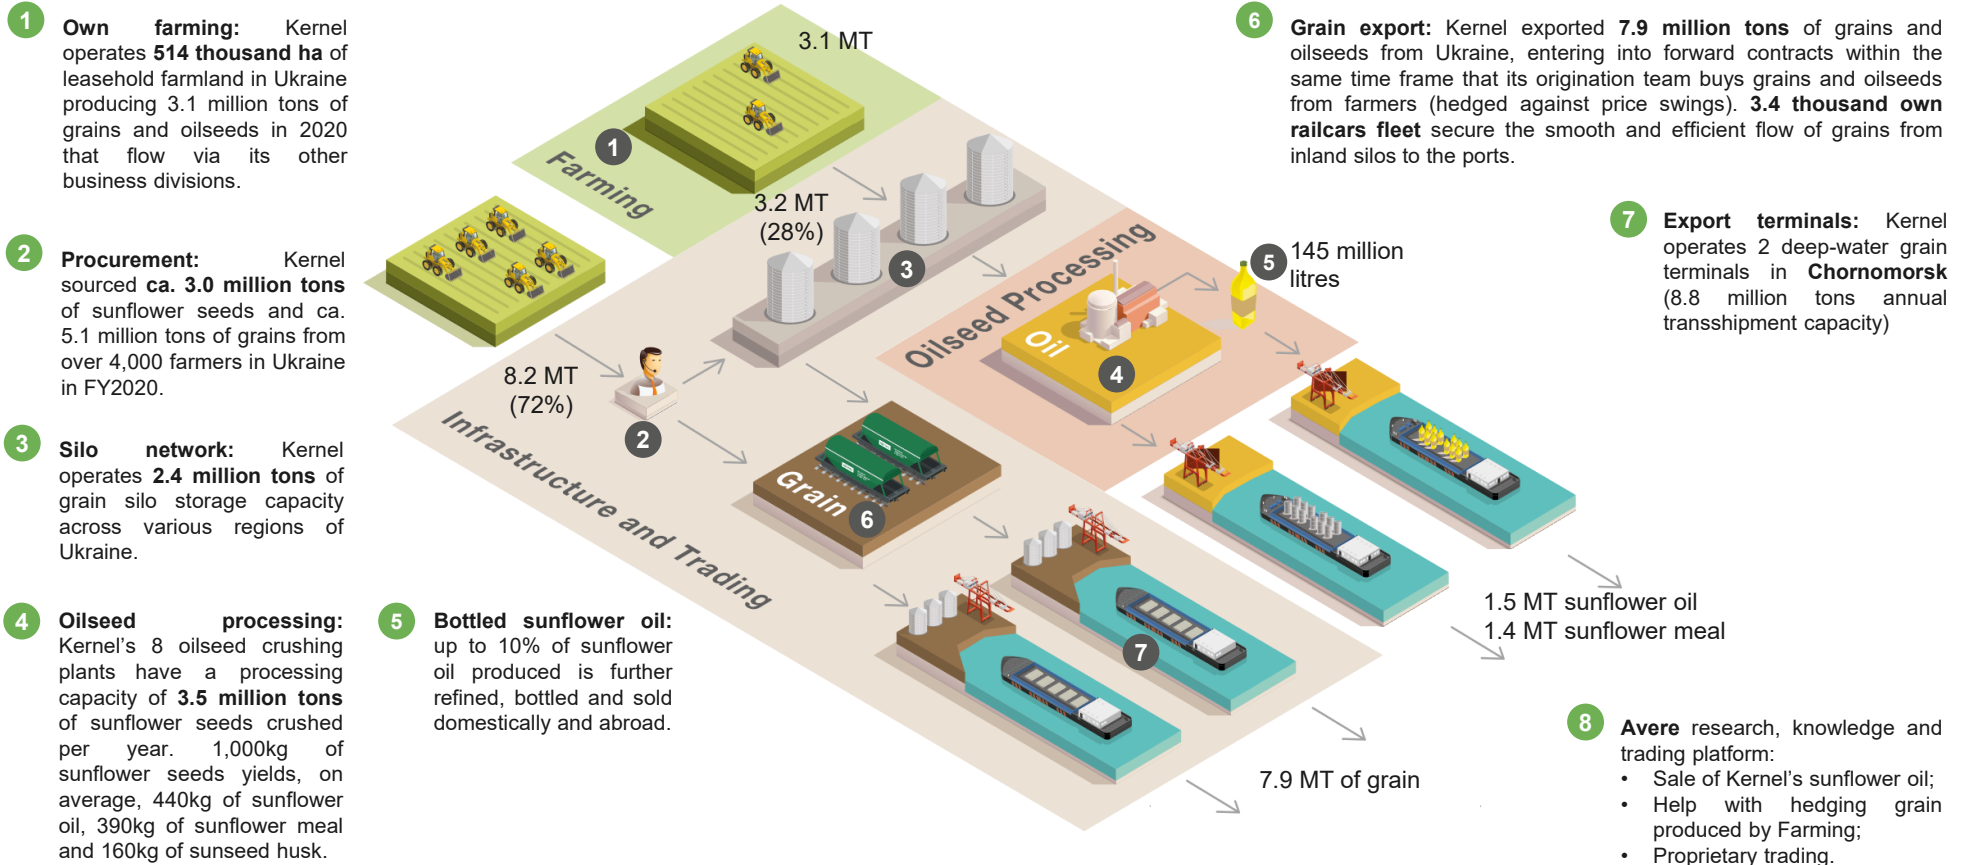 1
Own farming: Kernel
operates 514 thousand ha of
leasehold farmland in Ukraine
producing 3.1 million tons of
grains and oilseeds in 2020
that flow via its other
business divisions.
2
Procurement: Kernel
sourced ca. 3.0 million tons
of sunflower seeds and ca.
5.1 million tons of grains from
over 4,000 farmers in Ukraine
in FY2020.
3
Silo network: Kernel
operates 2.4 million tons of
grain silo storage capacity
across various regions of
Ukraine.
4
Oilseed processing:
Kernel's 8 oilseed crushing
plants have a processing
capacity of 3.5 million tons
of sunflower seeds crushed
per year. 1,000kg of
sunflower seeds yields, on
average, 440kg of sunflower
oil, 390kg of sunflower meal
and 160kg of sunseed husk.
5
Bottled sunflower oil:
up to 10% of sunflower
oil produced is further
refined, bottled and sold
domestically and abroad.
3.1 MT
1
Farming
3.2 MT
(28%)
3
8.2 MT
(72%)
2
Infrastructure and Trading
Oilseed Processing
Oil
4
5
145 million
litres
Grain
6
7
1.5 MT sunflower oil
1.4 MT sunflower meal
7.9 MT of grain
6
Grain export: Kernel exported 7.9 million tons of grains and
oilseeds from Ukraine, entering into forward contracts within the
same time frame that its origination team buys grains and oilseeds
from farmers (hedged against price swings). 3.4 thousand own
railcars fleet secure the smooth and efficient flow of grains from
inland silos to the ports.
7
Export terminals: Kernel
operates 2 deep-water grain
terminals in Chornomorsk
(8.8 million tons annual
transshipment capacity)
8
Avere research, knowledge and
trading platform:
• Sale of Kernel's sunflower oil;
• Help with hedging grain
produced by Farming;
• Proprietary trading.